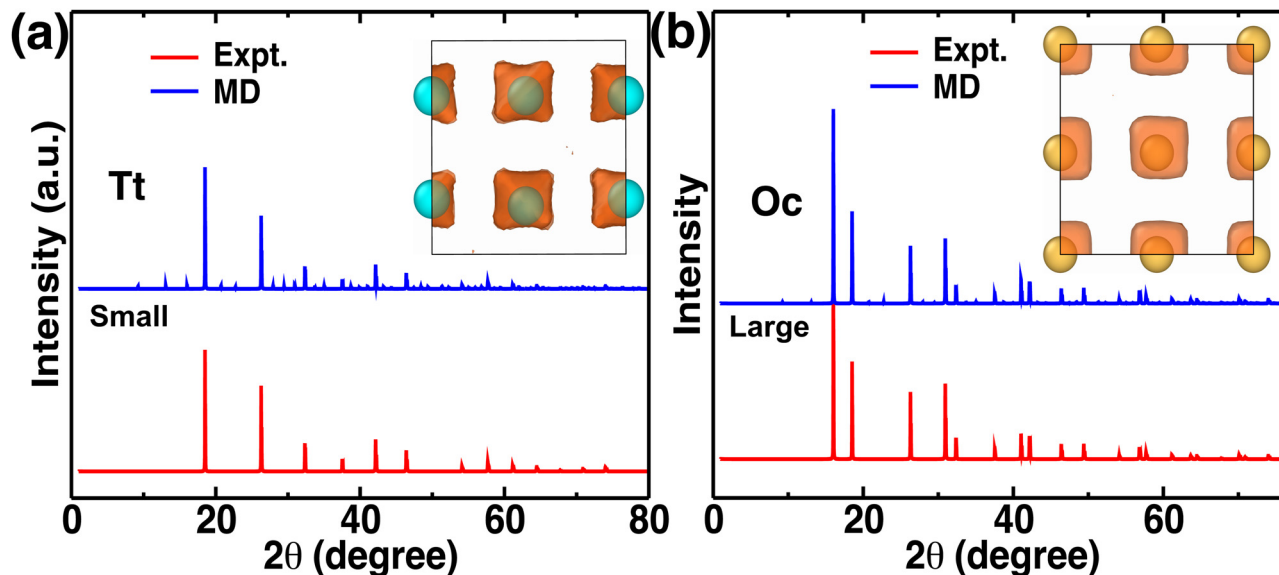 (a)
Expt.
MD
Tt
Small
Intensity (a.u.)
0 20 40 60 80
2θ (degree)
(b)
Expt.
MD
Oc
Large
Intensity
0 20 40 60
2θ (degree)